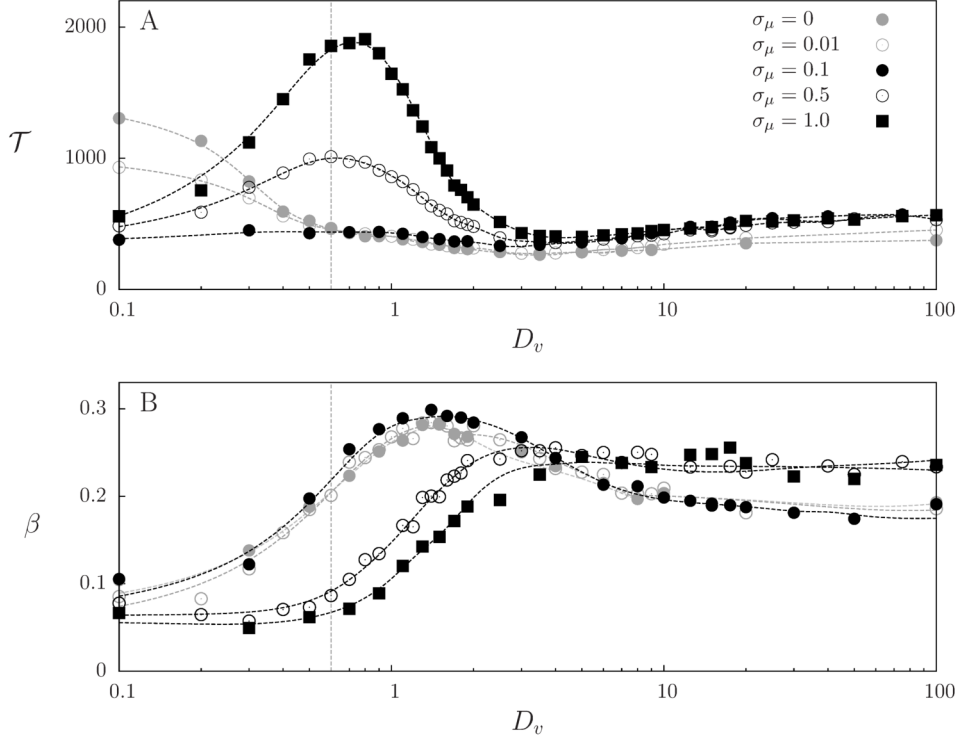 A
2000
1000
0
𝒯
σ_μ = 0
σ_μ = 0.01
σ_μ = 0.1
σ_μ = 0.5
σ_μ = 1.0
0.1 1 10 100
D_v
B
0.3
0.2
0.1
0
β
0.1 1 10 100
D_v